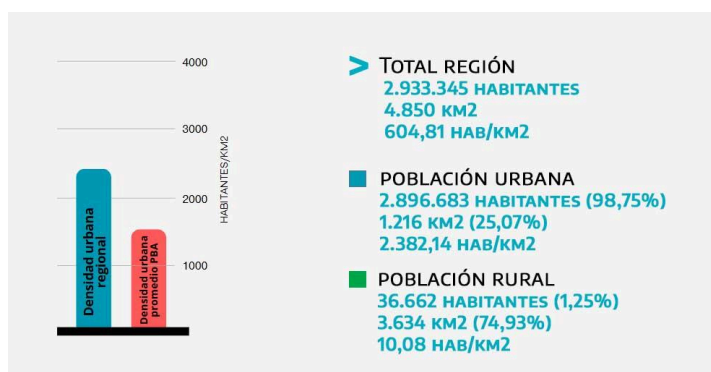 4000
3000
2000
1000
HABITANTES/KM2
Densidad urbana
regional
Densidad urbana
promedio PBA
> TOTAL REGIÓN
2.933.345 HABITANTES
4.850 KM2
604,81 HAB/KM2
POBLACIÓN URBANA
2.896.683 HABITANTES (98,75%)
1.216 KM2 (25,07%)
2.382,14 HAB/KM2
POBLACIÓN RURAL
36.662 HABITANTES (1,25%)
3.634 KM2 (74,93%)
10,08 HAB/KM2